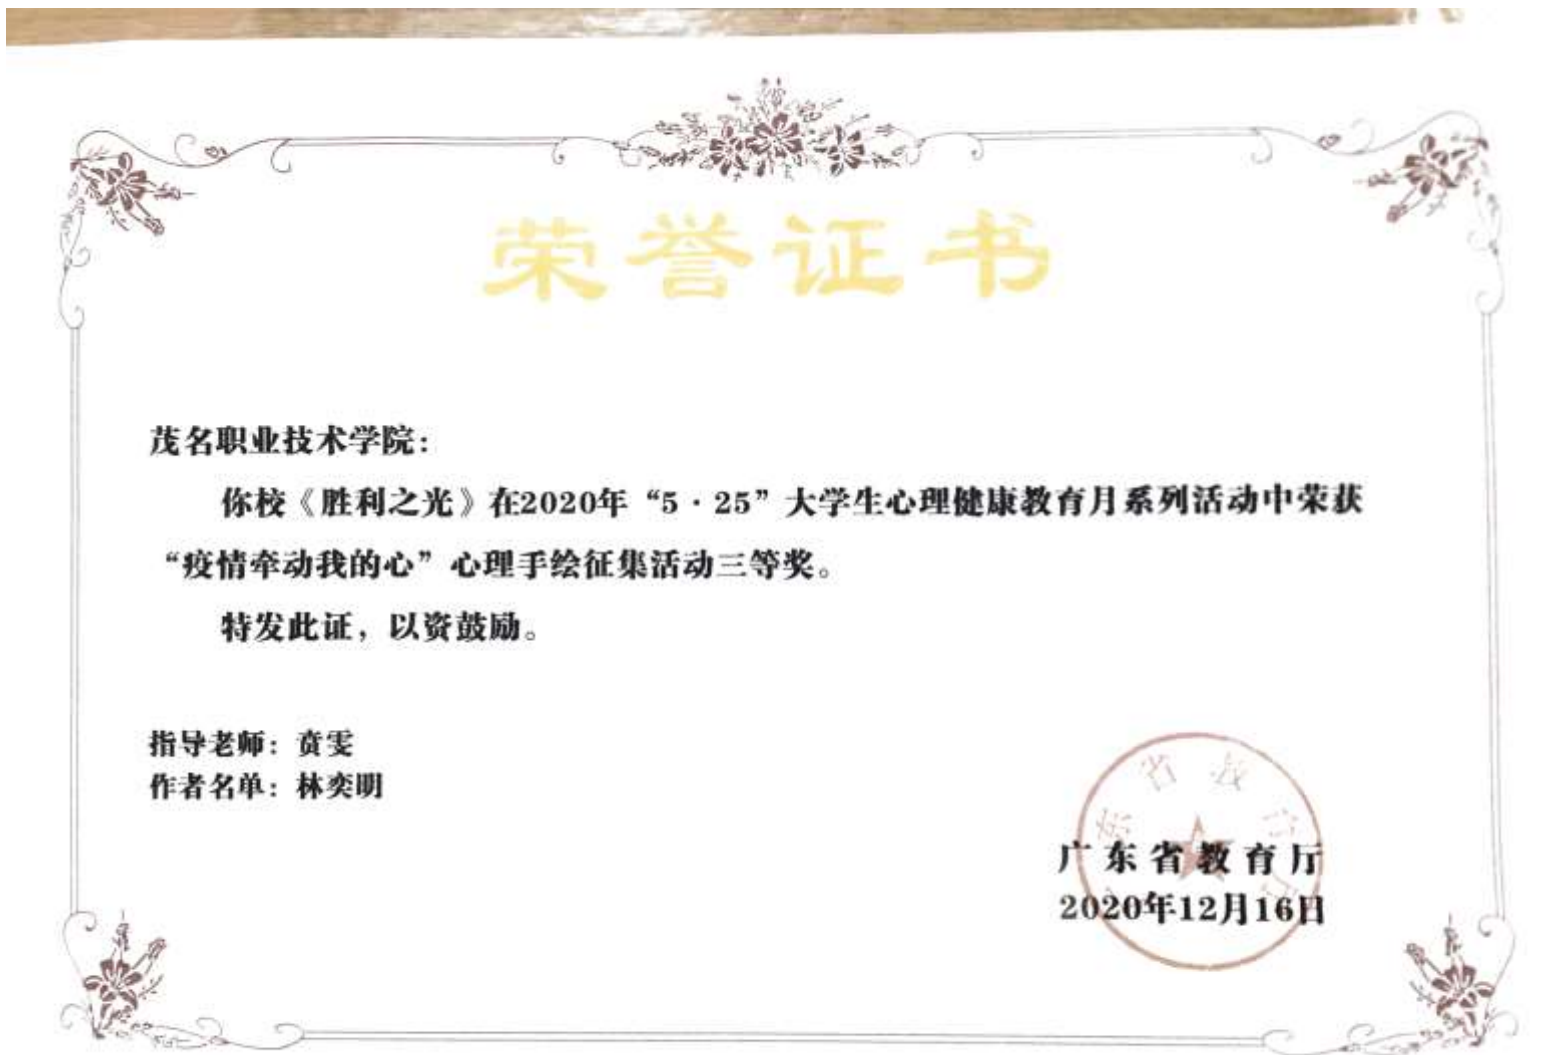 荣誉证书
茂名职业技术学院：
你校《胜利之光》在2020年“5·25”大学生心理健康教育月系列活动中荣获
“疫情牵动我的心”心理手绘征集活动三等奖。
特发此证，以资鼓励。
指导老师：贲雯
作者名单：林奕明
广东省教育厅
2020年12月16日